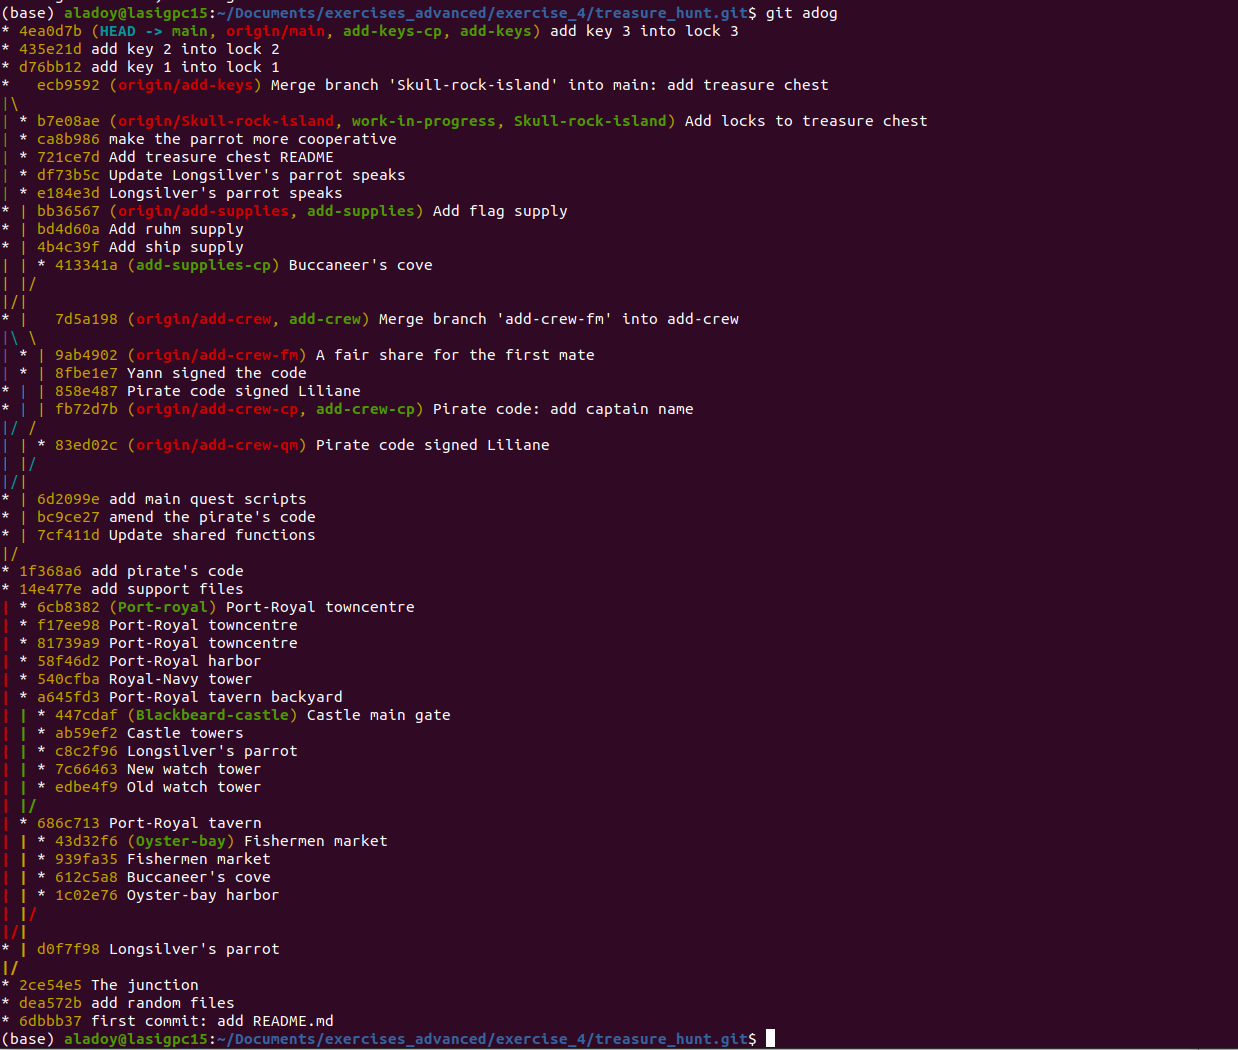 (base) aladoy@lasigpc15:~/Documents/exercises_advanced/exercise_4/treasure_hunt.git$ git adog
* 4ea0d7b (HEAD -> main, origin/main, add-keys-cp, add-keys) add key 3 into lock 3
* 435e21d add key 2 into lock 2
* d76bb12 add key 1 into lock 1
*   ecb9592 (origin/add-keys) Merge branch 'Skull-rock-island' into main: add treasure chest
|\
| * b7e08ae (origin/Skull-rock-island, work-in-progress, Skull-rock-island) Add locks to treasure chest
| * ca8b986 make the parrot more cooperative
| * 721ce7d Add treasure chest README
| * df73b5c Update Longsilver's parrot speaks
| * e184e3d Longsilver's parrot speaks
* | bb36567 (origin/add-supplies, add-supplies) Add flag supply
* | bd4d60a Add ruhm supply
* | 4b4c39f Add ship supply
| | * 413341a (add-supplies-cp) Buccaneer's cove
| |/
|/|
* |   7d5a198 (origin/add-crew, add-crew) Merge branch 'add-crew-fm' into add-crew
|\ \
| * | 9ab4902 (origin/add-crew-fm) A fair share for the first mate
| * | 8fbe1e7 Yann signed the code
* | | 858e487 Pirate code signed Liliane
* | | fb72d7b (origin/add-crew-cp, add-crew-cp) Pirate code: add captain name
|/ /
| | * 83ed02c (origin/add-crew-qm) Pirate code signed Liliane
| |/
|/|
* | 6d2099e add main quest scripts
* | bc9ce27 amend the pirate's code
* | 7cf411d Update shared functions
|/
* 1f368a6 add pirate's code
* 14e477e add support files
| * 6cb8382 (Port-royal) Port-Royal towncentre
| * f17ee98 Port-Royal towncentre
| * 81739a9 Port-Royal towncentre
| * 58f46d2 Port-Royal harbor
| * 540cfba Royal-Navy tower
| * a645fd3 Port-Royal tavern backyard
| | * 447cdaf (Blackbeard-castle) Castle main gate
| | * ab59ef2 Castle towers
| | * c8c2f96 Longsilver's parrot
| | * 7c66463 New watch tower
| | * edbe4f9 Old watch tower
| |/
| * 686c713 Port-Royal tavern
| | * 43d32f6 (Oyster-bay) Fishermen market
| | * 939fa35 Fishermen market
| | * 612c5a8 Buccaneer's cove
| | * 1c02e76 Oyster-bay harbor
| |/
|/|
* | d0f7f98 Longsilver's parrot
|/
* 2ce54e5 The junction
* dea572b add random files
* 6dbbb37 first commit: add README.md
(base) aladoy@lasigpc15:~/Documents/exercises_advanced/exercise_4/treasure_hunt.git$